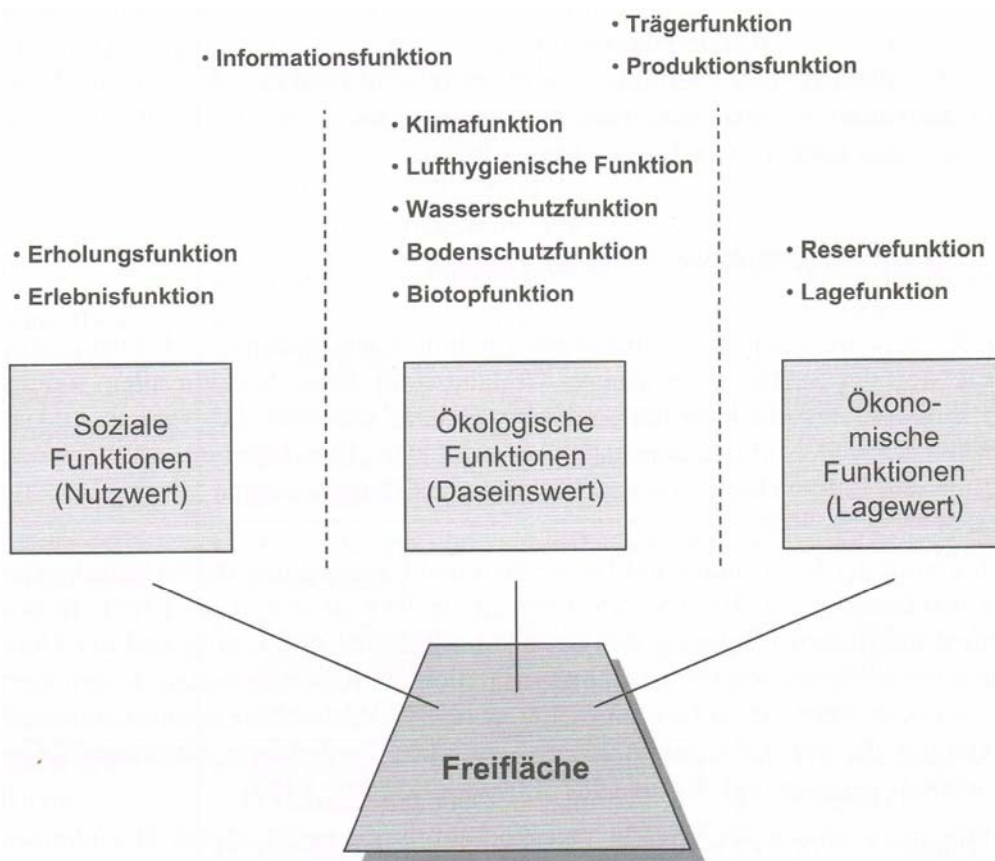 • Trägerfunktion
• Informationsfunktion
• Produktionsfunktion
• Klimafunktion
• Lufthygienische Funktion
• Wasserschutzfunktion
• Erholungsfunktion
• Bodenschutzfunktion
• Reservefunktion
• Erlebnisfunktion
• Biotopfunktion
• Lagefunktion
Soziale
Funktionen
(Nutzwert)
Ökologische
Funktionen
(Daseinswert)
Ökono-
mische
Funktionen
(Lagewert)
Freifläche